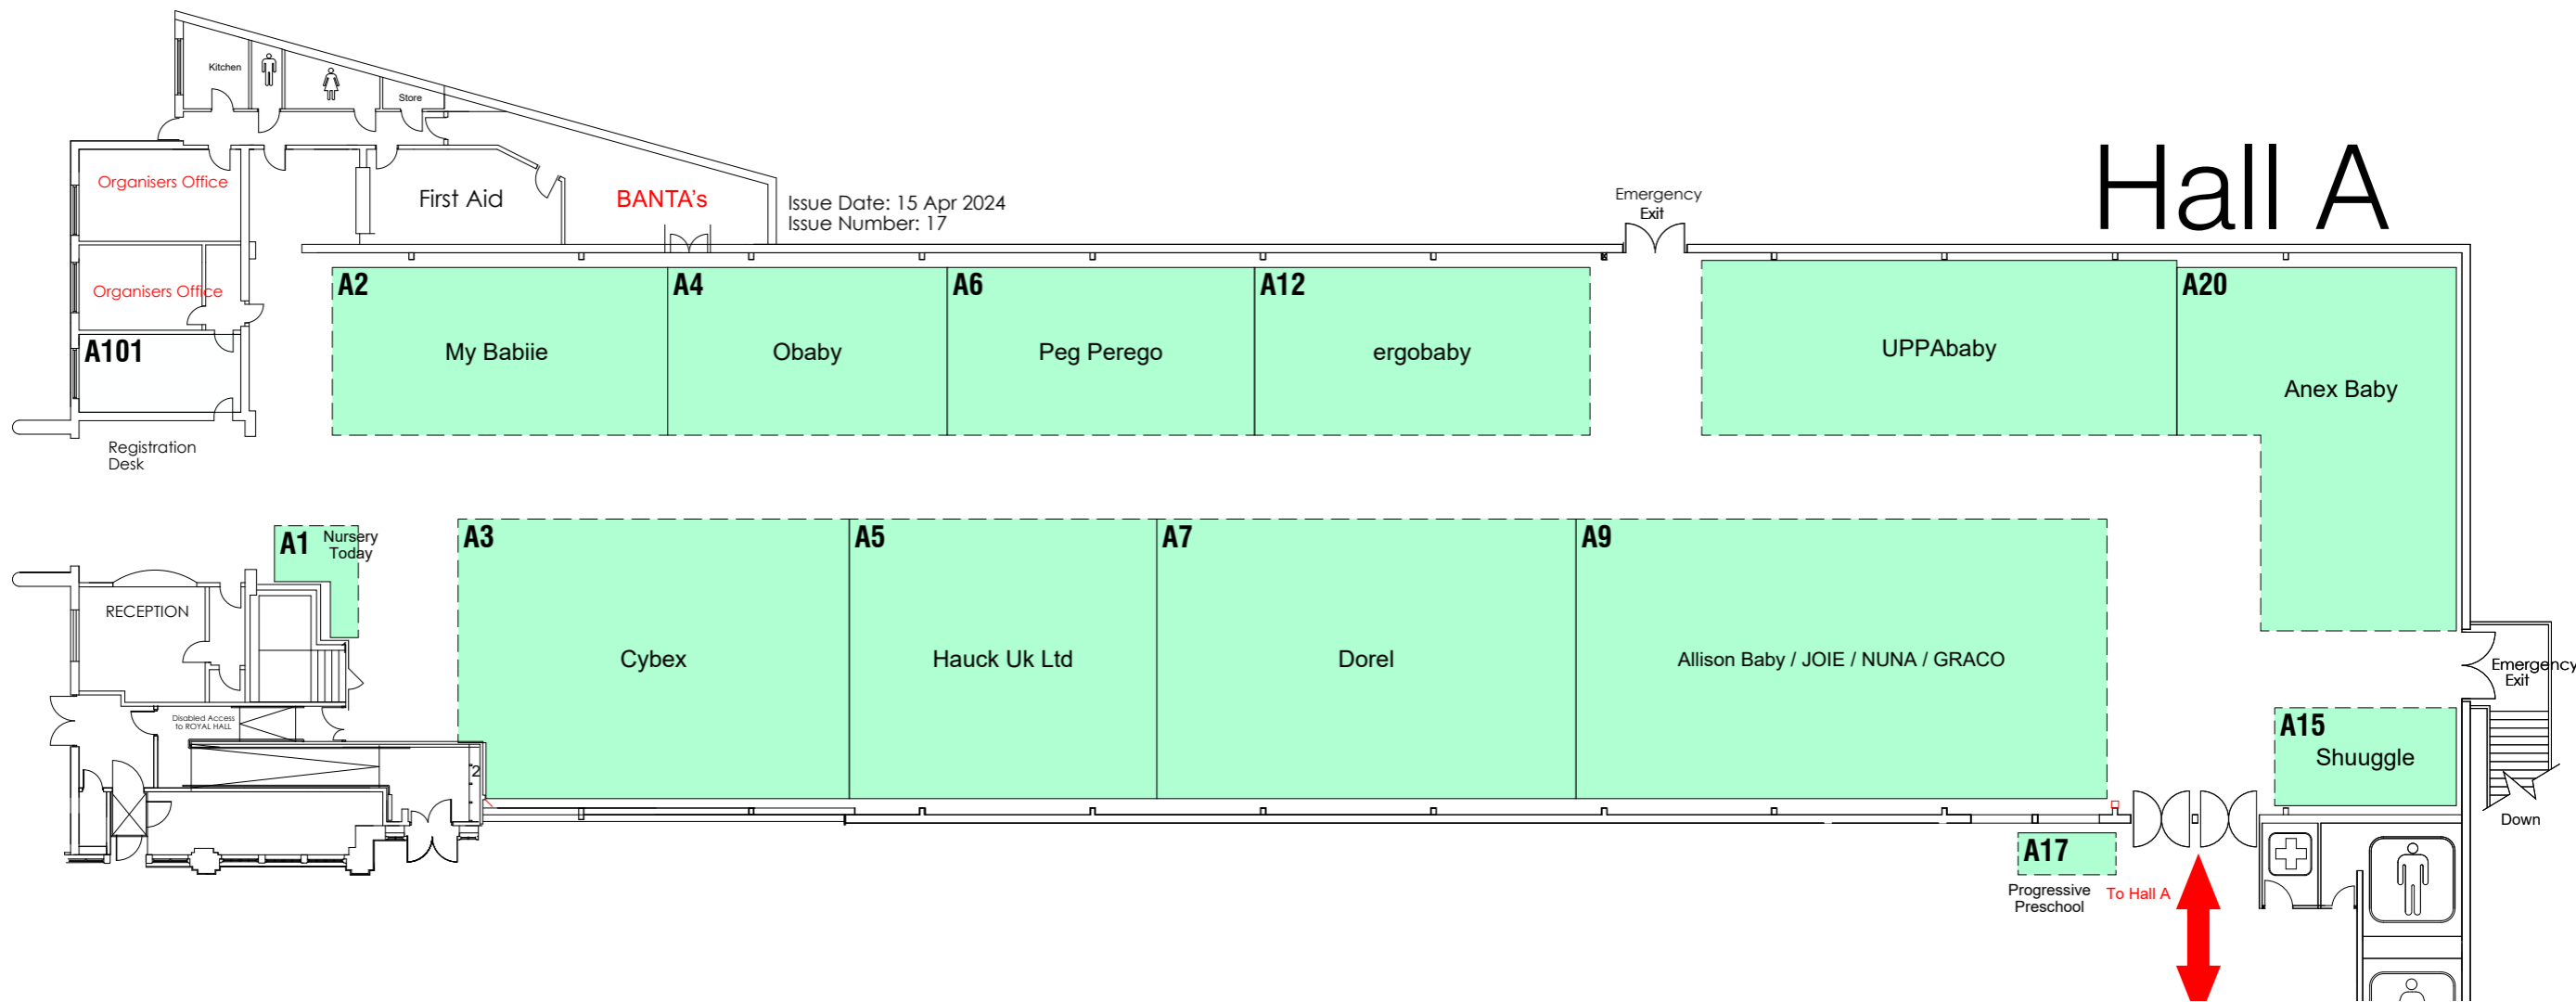 Kitchen
Store
Hall A
Organisers Office
First Aid
BANTA's
Issue Date: 15 Apr 2024
Issue Number: 17
Emergency
Exit
A2
My Babiie
A4
Obaby
A6
Peg Perego
A12
ergobaby
UPPAbaby
A20
Anex Baby
Organisers Office
A101
Registration
Desk
A1
Nursery
Today
A3
Cybex
A5
Hauck Uk Ltd
A7
Dorel
A9
Allison Baby / JOIE / NUNA / GRACO
RECEPTION
Emergency
Exit
Disabled Access
to ROYAL HALL
2
A15
Shuuggle
Down
A17
Progressive
Preschool
To Hall A